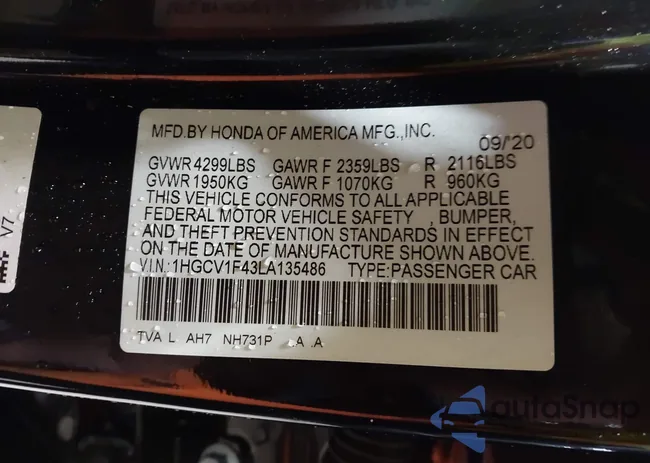 MFD.BY HONDA OF AMERICA MFG.,INC.
09/'20
GVWR 4299LBS GAWR F 2359LBS R 2116LBS
GVWR 1950KG GAWR F 1070KG R 960KG
THIS VEHICLE CONFORMS TO ALL APPLICABLE
FEDERAL MOTOR VEHICLE SAFETY , BUMPER,
AND THEFT PREVENTION STANDARDS IN EFFECT
ON THE DATE OF MANUFACTURE SHOWN ABOVE.
V.I.N.:1HGCV1F43LA135486 TYPE:PASSENGER CAR
TVA L AH7 NH731P .A .A
V7
autoSnap